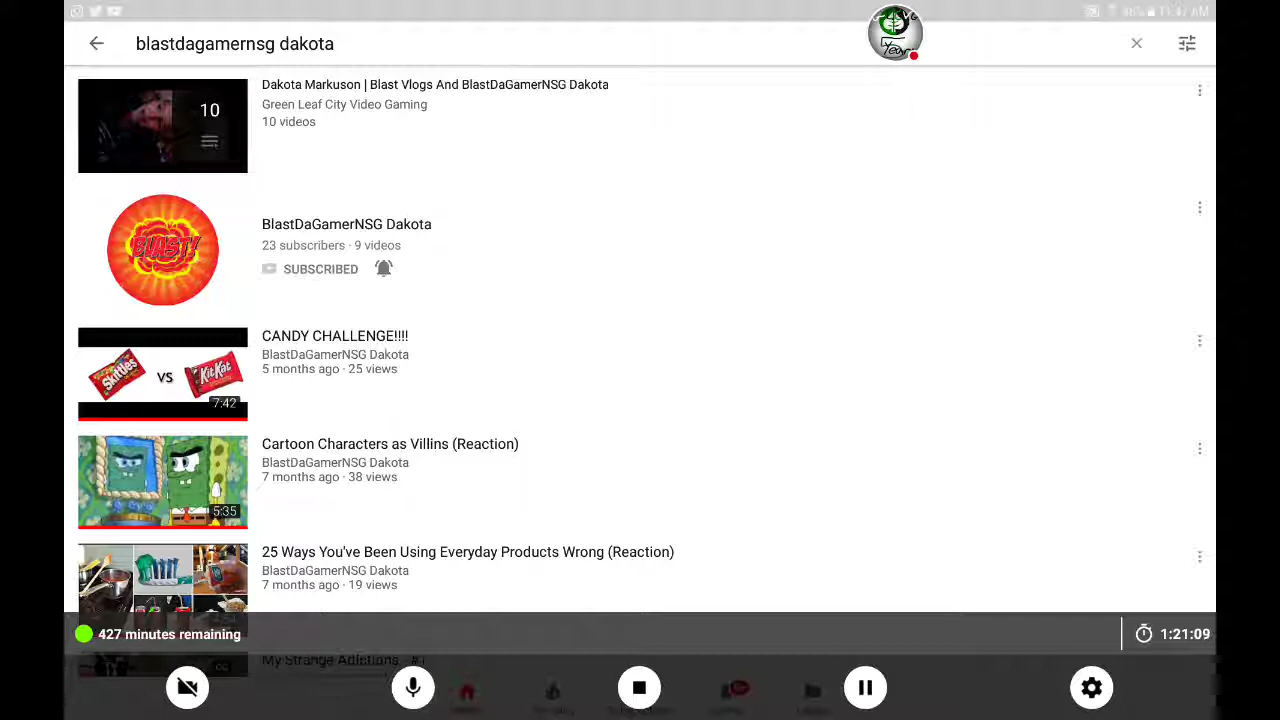 blastdagamernsg dakota
Year
Dakota Markuson | Blast Vlogs And BlastDaGamerNSG Dakota
Green Leaf City Video Gaming
10 videos
10
BlastDaGamerNSG Dakota
23 subscribers · 9 videos
SUBSCRIBED
BLAST!
CANDY CHALLENGE!!!!
BlastDaGamerNSG Dakota
5 months ago · 25 views
Skittles
VS
KitKat
7:42
Cartoon Characters as Villins (Reaction)
BlastDaGamerNSG Dakota
7 months ago · 38 views
5:35
25 Ways You've Been Using Everyday Products Wrong (Reaction)
BlastDaGamerNSG Dakota
7 months ago · 19 views
427 minutes remaining
1:21:09
My Strange Adictions. #1
CC